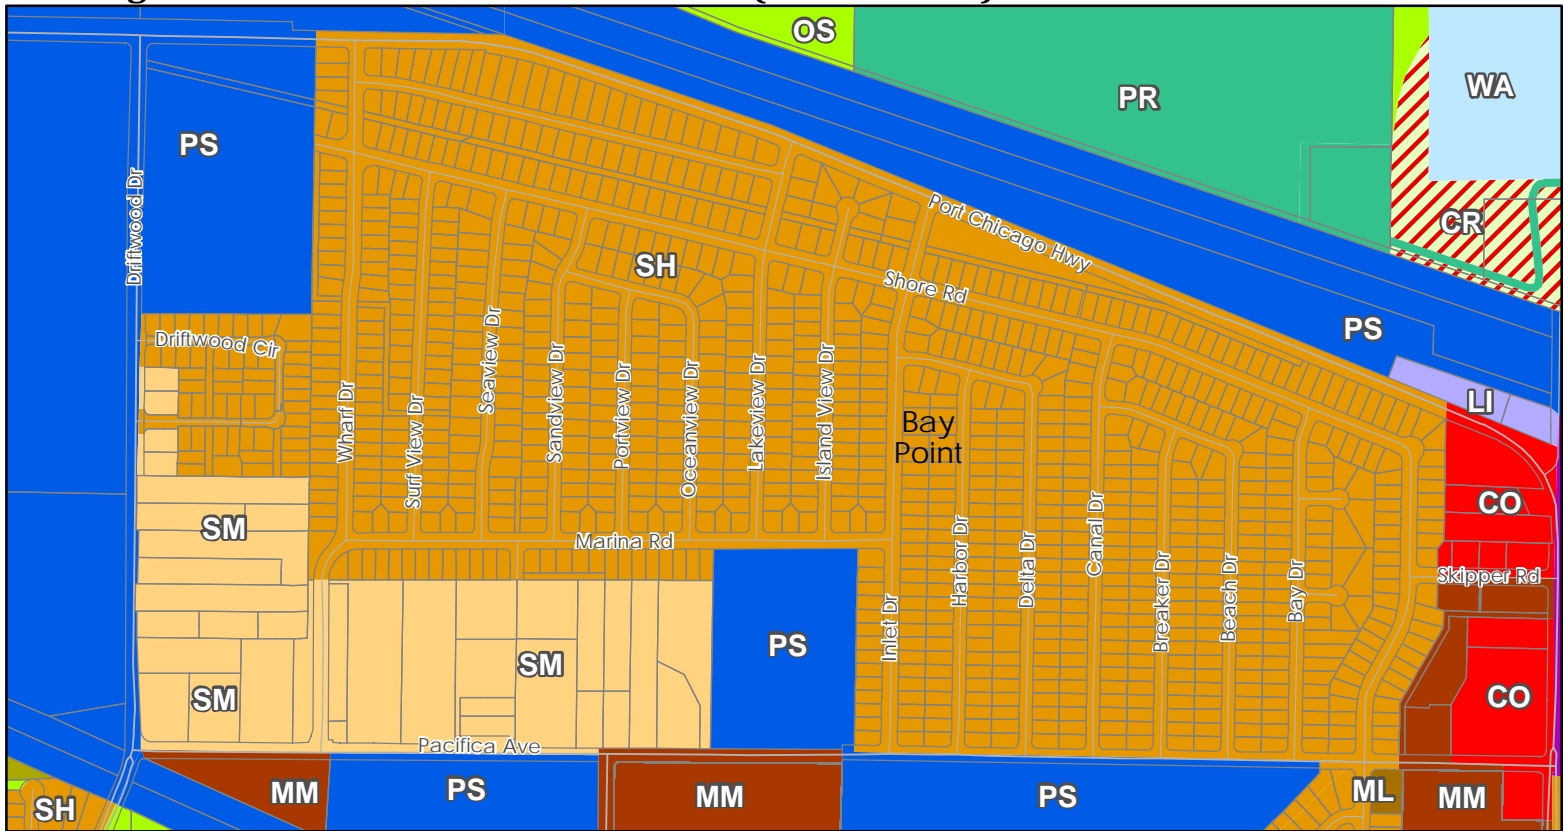 OS
PR
WA
PS
Driftwood Dr
CR
Port Chicago Hwy
SH
Shore Rd
PS
Driftwood Cir
Wharf Dr
Surf View Dr
Seaview Dr
Sandview Dr
Portview Dr
Oceanview Dr
Lakeview Dr
Island View Dr
Bay
Point
LI
CO
SM
Marina Rd
Harbor Dr
Delta Dr
Canal Dr
Breaker Dr
Beach Dr
Bay Dr
Skipper Rd
Inlet Dr
PS
SM
SM
CO
Pacifica Ave
SH
MM
PS
MM
PS
ML
MM